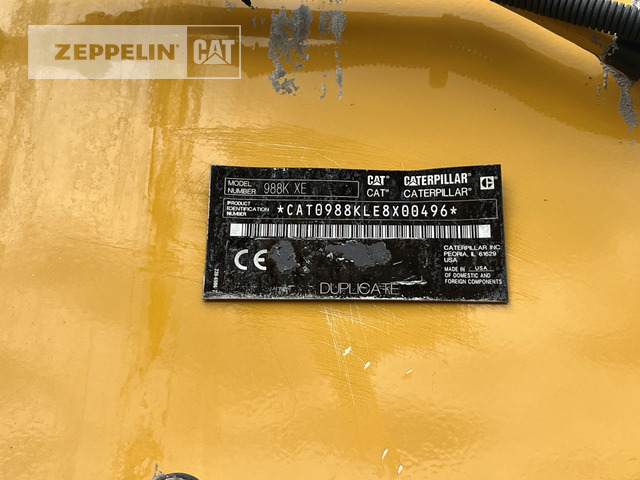 ZEPPELIN CAT
MODEL NUMBER 988K XE
CAT CATERPILLAR
CAT® CATERPILLAR®
PRODUCT IDENTIFICATION NUMBER *CAT0988KLE8X00496*
CE
DUPLICATE
CATERPILLAR INC.
PEORIA, IL 61629
USA
MADE IN USA
OF DOMESTIC AND
FOREIGN COMPONENTS